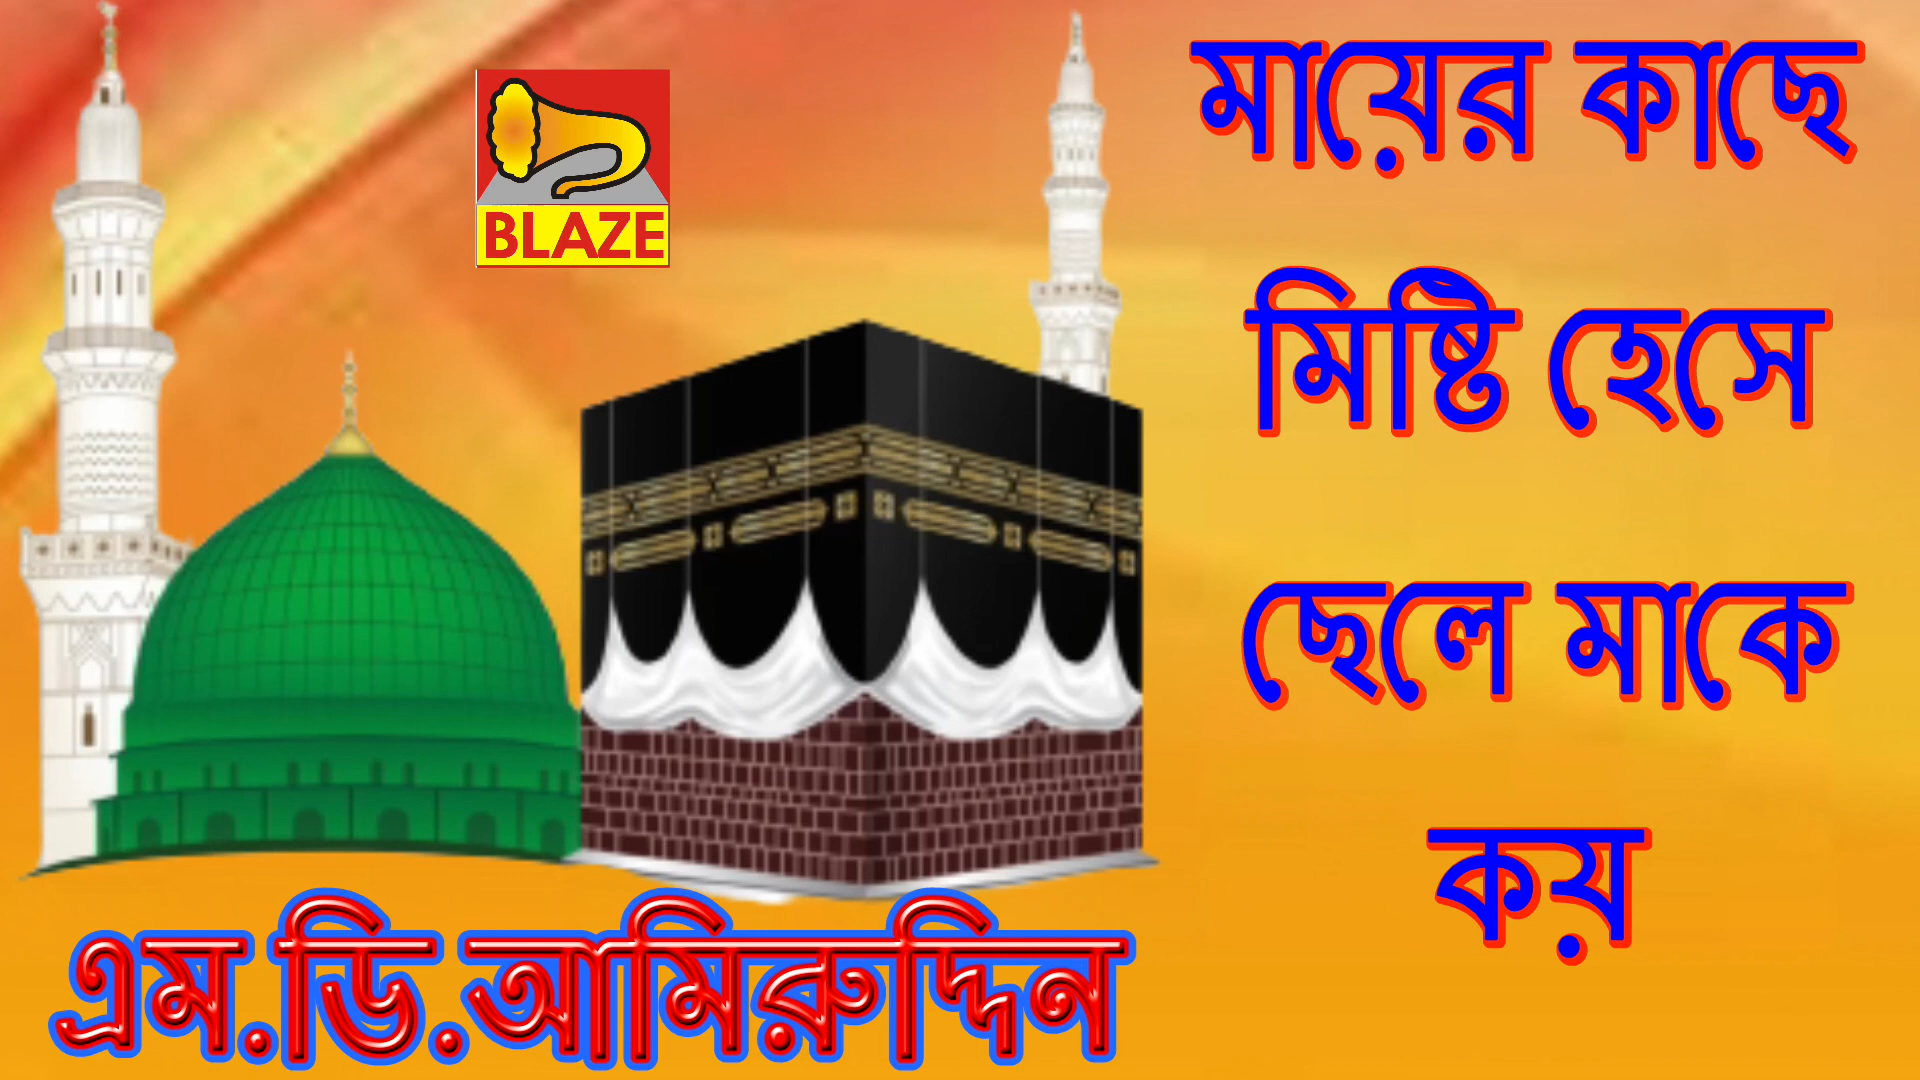 BLAZE
মায়ের কাছে
মিষ্টি হেসে
ছেলে মাকে
কয়
এম.ডি.আমিরুদ্দিন